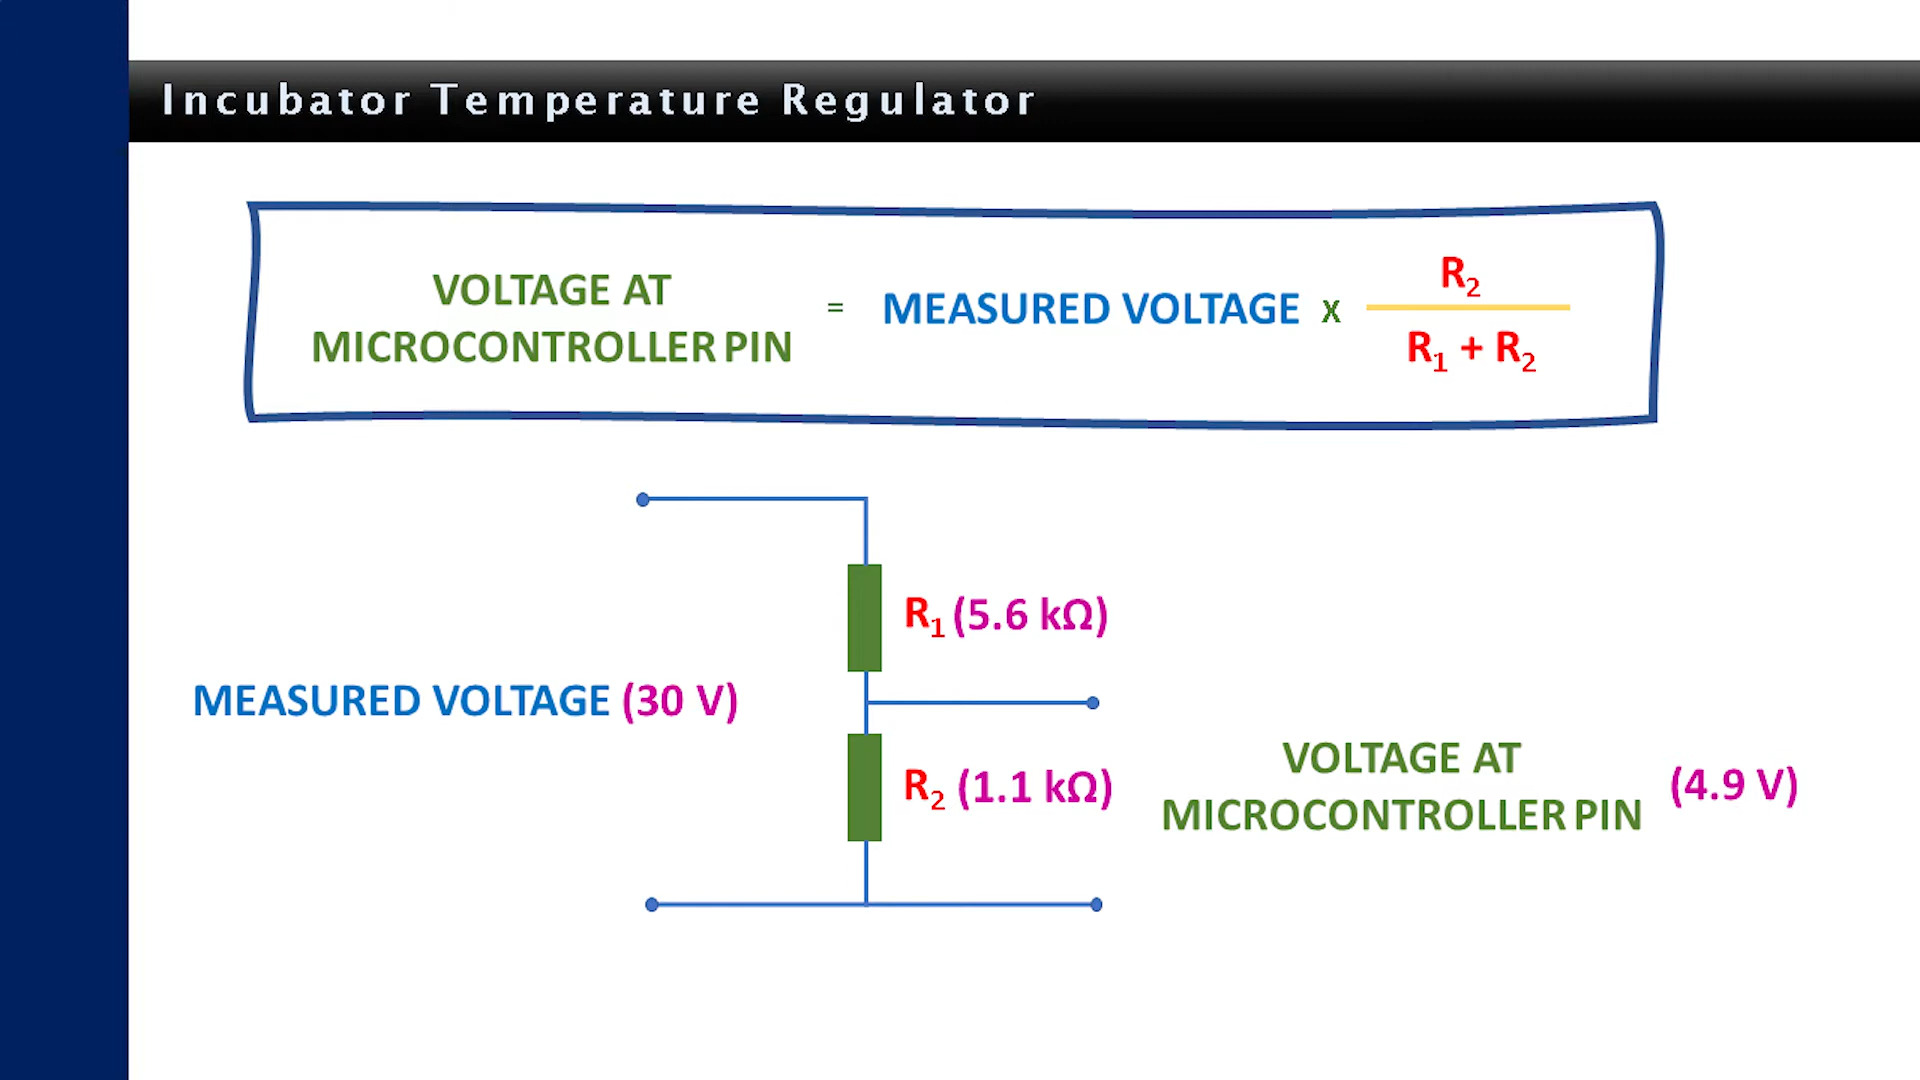 Incubator Temperature Regulator
VOLTAGE AT
MICROCONTROLLER PIN
= MEASURED VOLTAGE x
R₂
R₁ + R₂
R₁ (5.6 kΩ)
MEASURED VOLTAGE (30 V)
R₂ (1.1 kΩ)
VOLTAGE AT
MICROCONTROLLER PIN
(4.9 V)